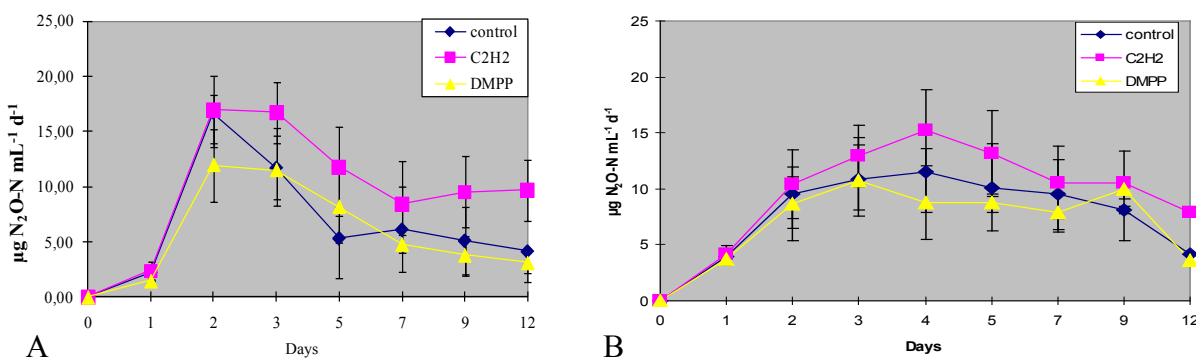 25,00
20,00
15,00
10,00
5,00
0,00
µg N₂O-N mL⁻¹ d⁻¹
control
C2H2
DMPP
0 1 2 3 5 7 9 12
Days
A
25
20
15
10
5
0
µg N₂O-N mL⁻¹ d⁻¹
control
C2H2
DMPP
0 1 2 3 4 5 7 9 12
Days
B